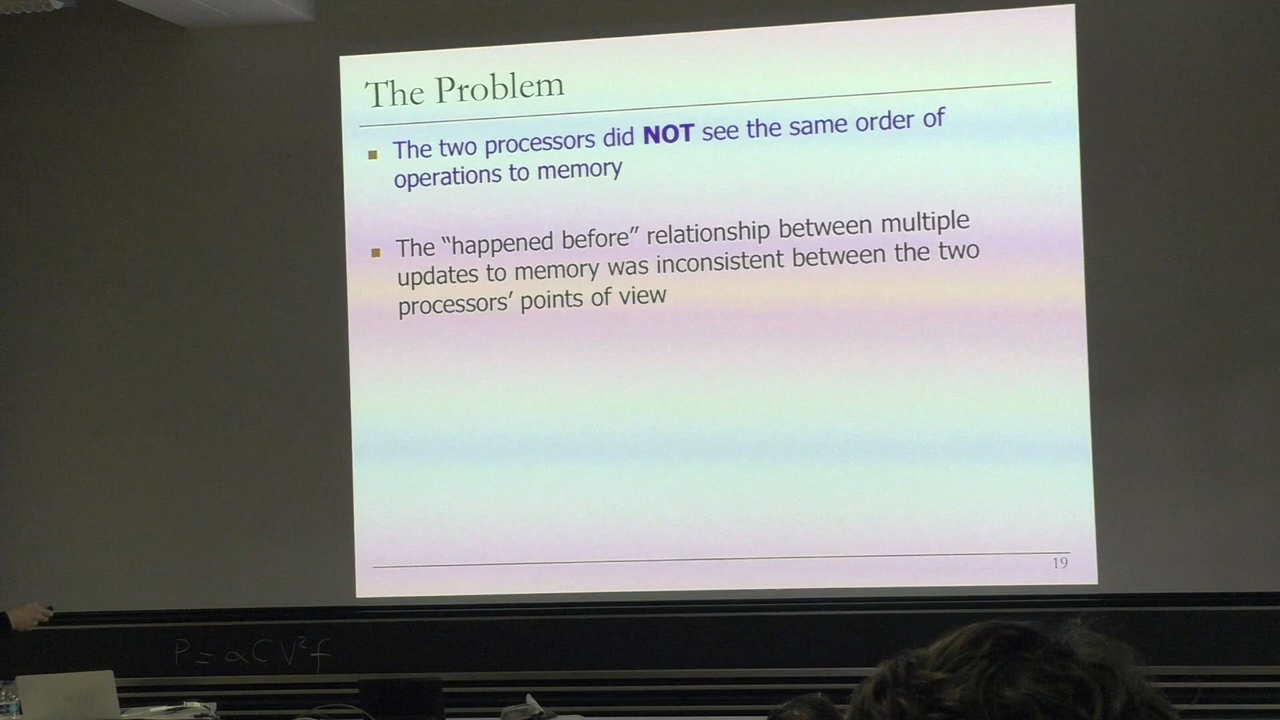 The Problem
The two processors did NOT see the same order of
operations to memory
The “happened before” relationship between multiple
updates to memory was inconsistent between the two
processors’ points of view
19
P = αCV²f